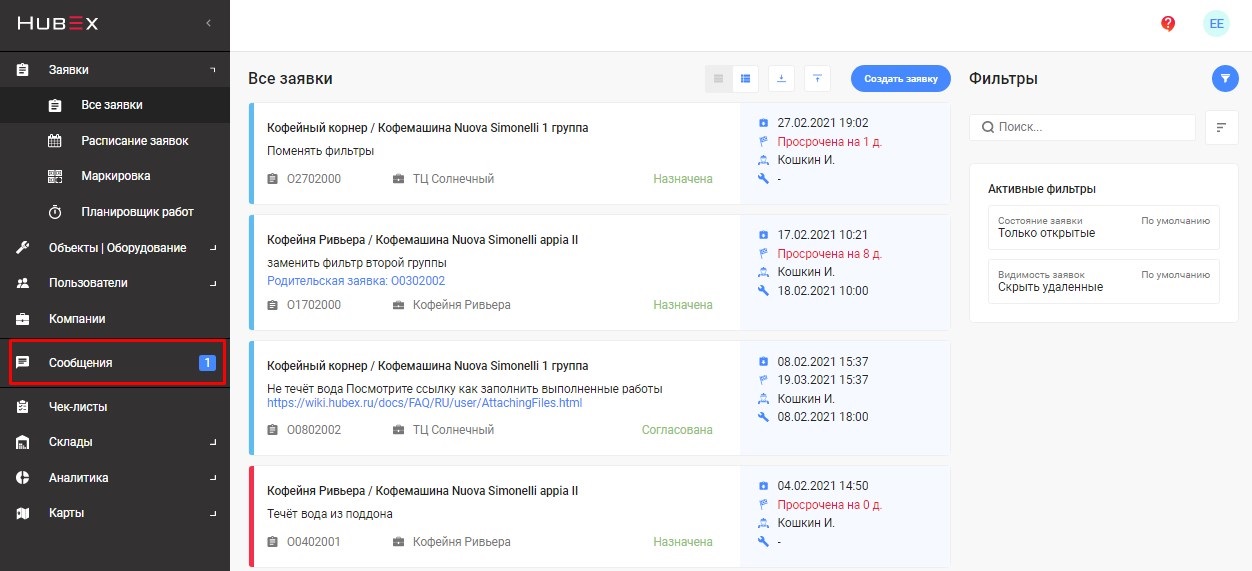 HUBEX
Заявки
Все заявки
Расписание заявок
Маркировка
Планировщик работ
Объекты | Оборудование
Пользователи
Компании
Сообщения 1
Чек-листы
Склады
Аналитика
Карты
? EE
Все заявки
Создать заявку
Кофейный корнер / Кофемашина Nuova Simonelli 1 группа
Поменять фильтры
O2702000 ТЦ Солнечный Назначена
27.02.2021 19:02
Просрочена на 1 д.
Кошкин И.
-
Кофейня Ривьера / Кофемашина Nuova Simonelli appia II
заменить фильтр второй группы
Родительская заявка: O0302002
O1702000 Кофейня Ривьера Назначена
17.02.2021 10:21
Просрочена на 8 д.
Кошкин И.
18.02.2021 10:00
Кофейный корнер / Кофемашина Nuova Simonelli 1 группа
Не течёт вода Посмотрите ссылку как заполнить выполненные работы
https://wiki.hubex.ru/docs/FAQ/RU/user/AttachingFiles.html
O0802002 ТЦ Солнечный Согласована
08.02.2021 15:37
19.03.2021 15:37
Кошкин И.
08.02.2021 18:00
Кофейня Ривьера / Кофемашина Nuova Simonelli appia II
Течёт вода из поддона
O0402001 Кофейня Ривьера Назначена
04.02.2021 14:50
Просрочена на 0 д.
Кошкин И.
-
Фильтры
Поиск...
Активные фильтры
Состояние заявки По умолчанию
Только открытые
Видимость заявок По умолчанию
Скрыть удаленные